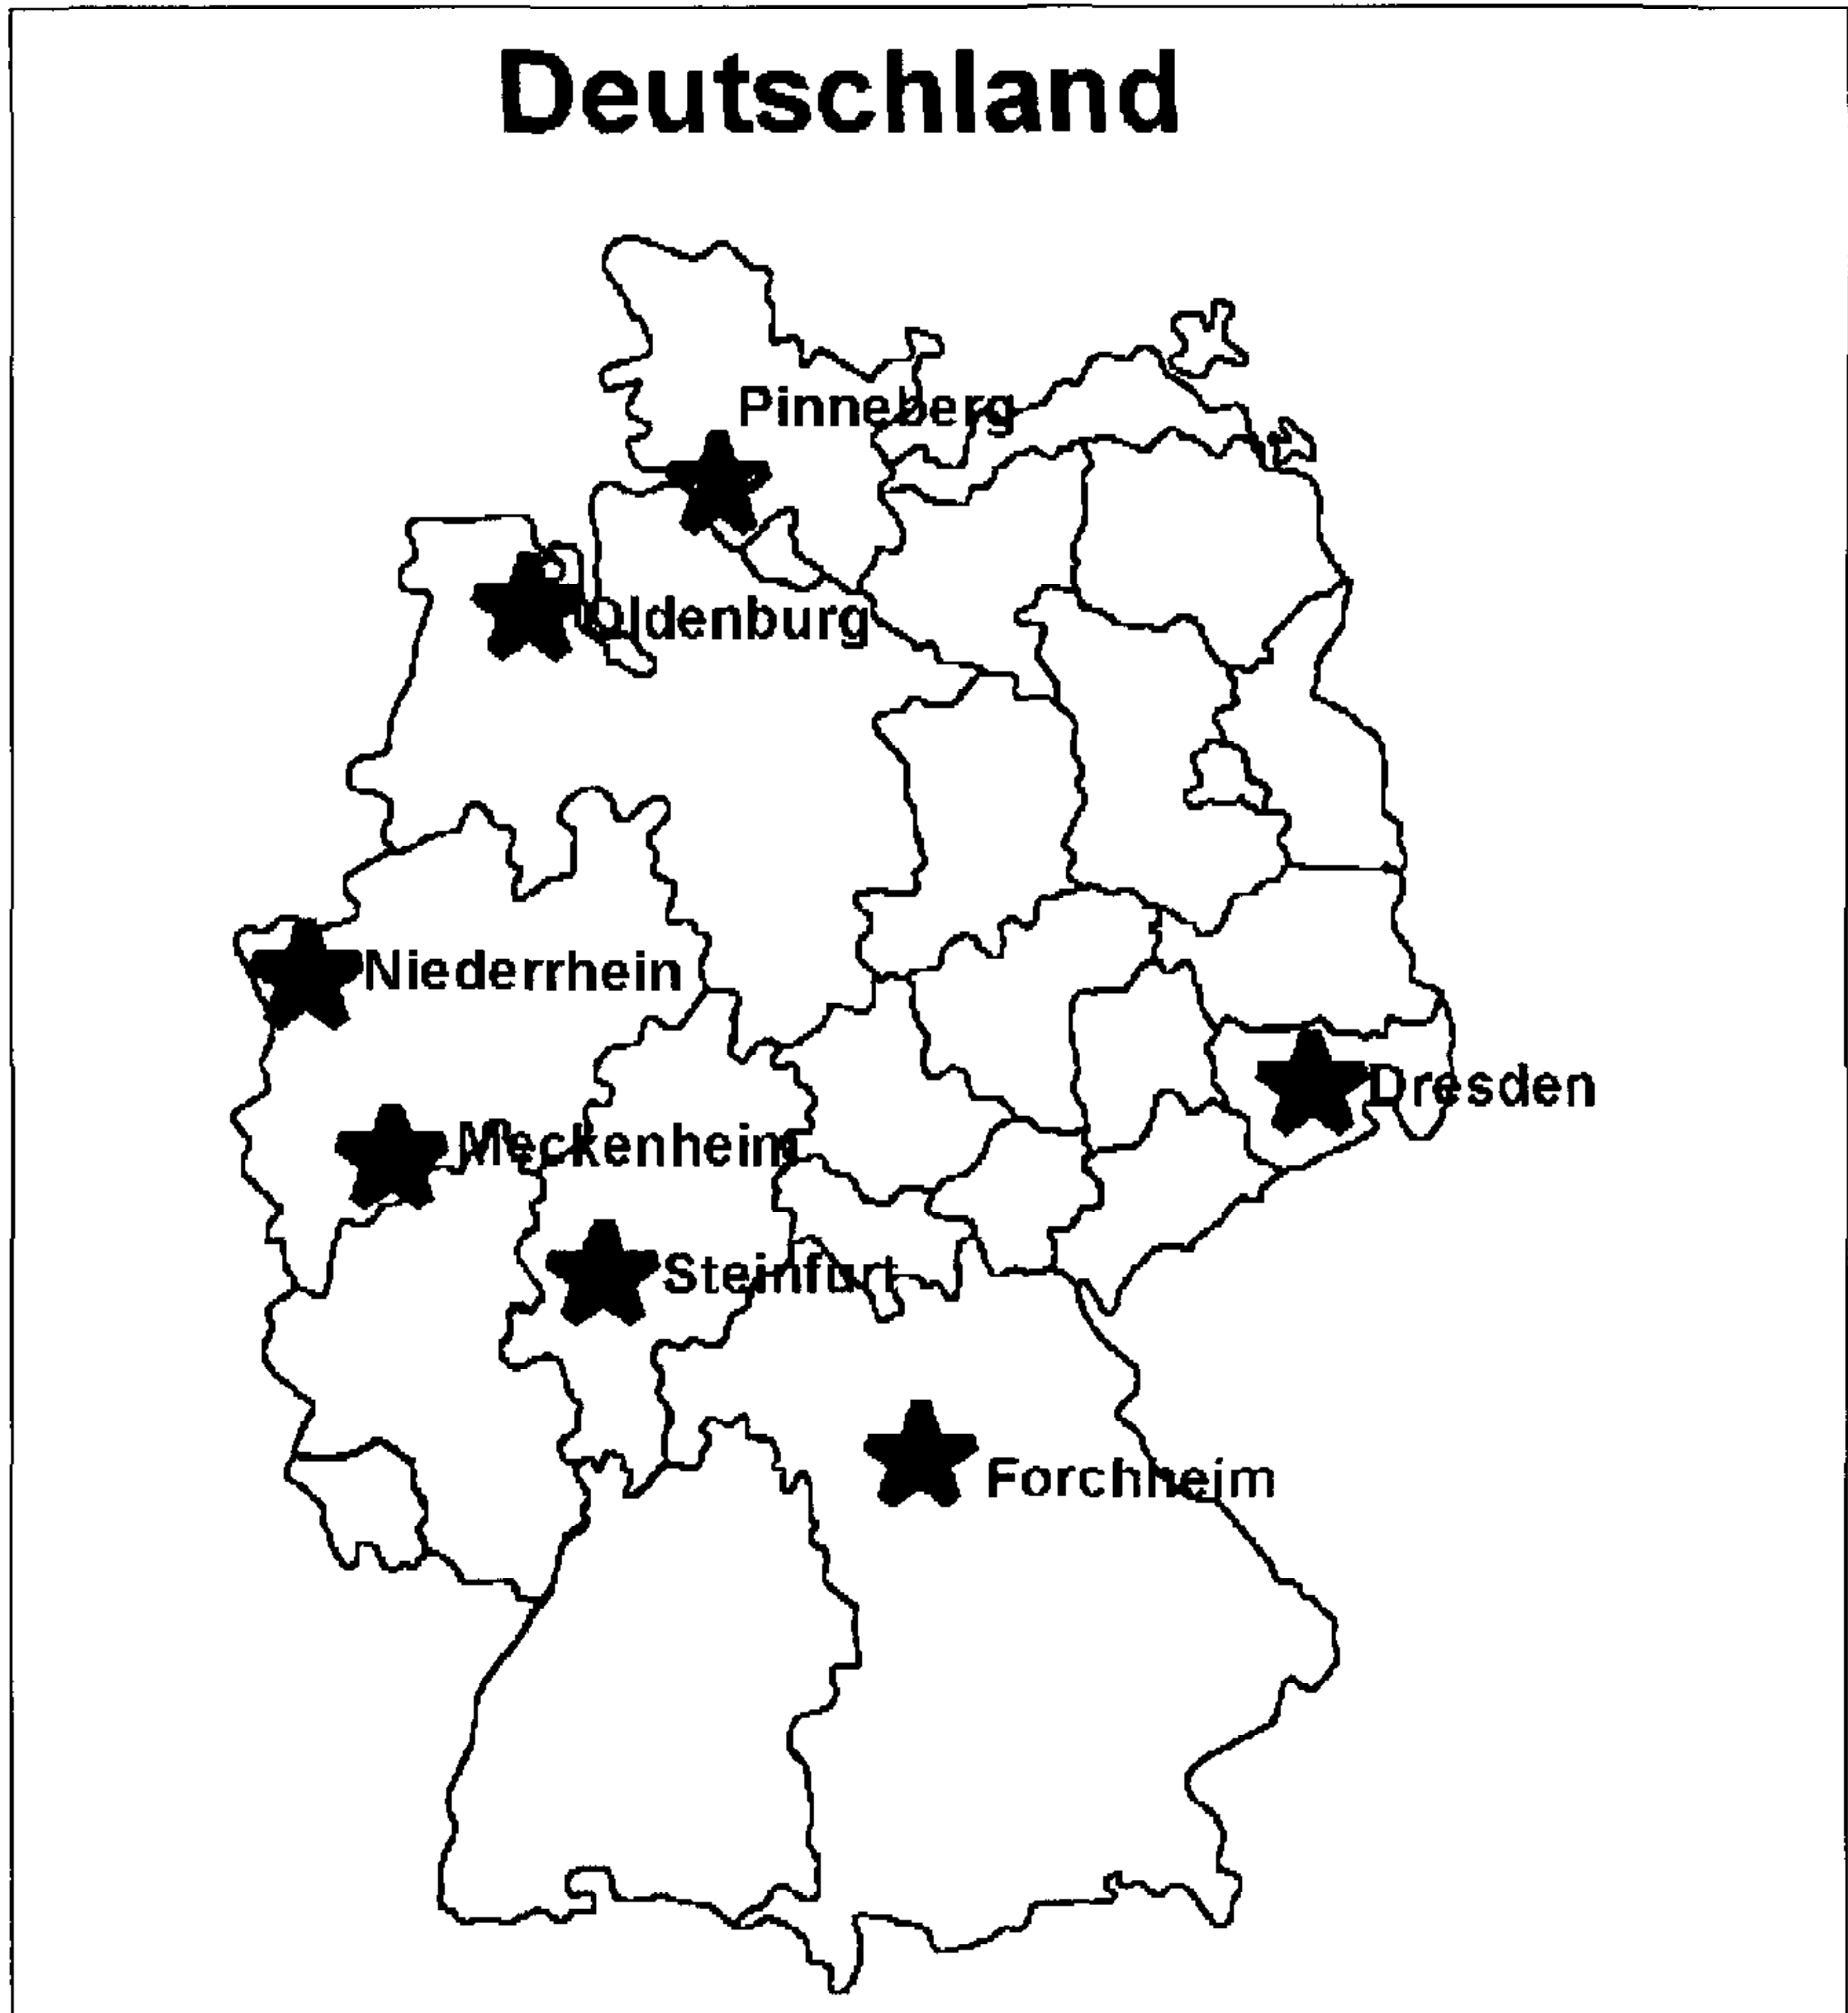 Deutschland
Pinneberg
Oldenburg
Niederrhein
Dresden
Meckenheim
Steinfurt
Forchheim